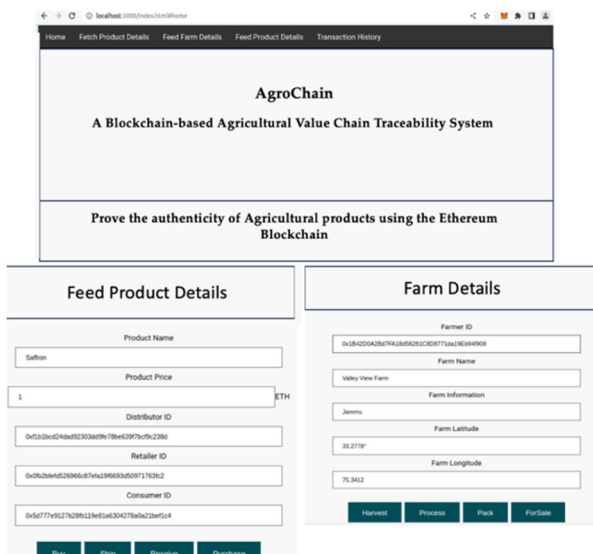 localhost:3000/index.html#home
Home Fetch Product Details Feed Farm Details Feed Product Details Transaction History
AgroChain
A Blockchain-based Agricultural Value Chain Traceability System
Prove the authenticity of Agricultural products using the Ethereum
Blockchain
Feed Product Details
Product Name
Saffron
Product Price
1 ETH
Distributor ID
0xf1b1bcd24dad92303dd9fe78be639f7bcf9c238d
Retailer ID
0x0fb2bfefd526966c87efa19f6693d50971763fc2
Consumer ID
0x5d777e9127b28fb119e81a6304278a0a21bef1c4
Buy Ship Receive Purchase
Farm Details
Farmer ID
Farm Name
Valley View Farm
Farm Information
Jammu
Farm Latitude
33.2778°
Farm Longitude
75.3412
Harvest Process Pack ForSale